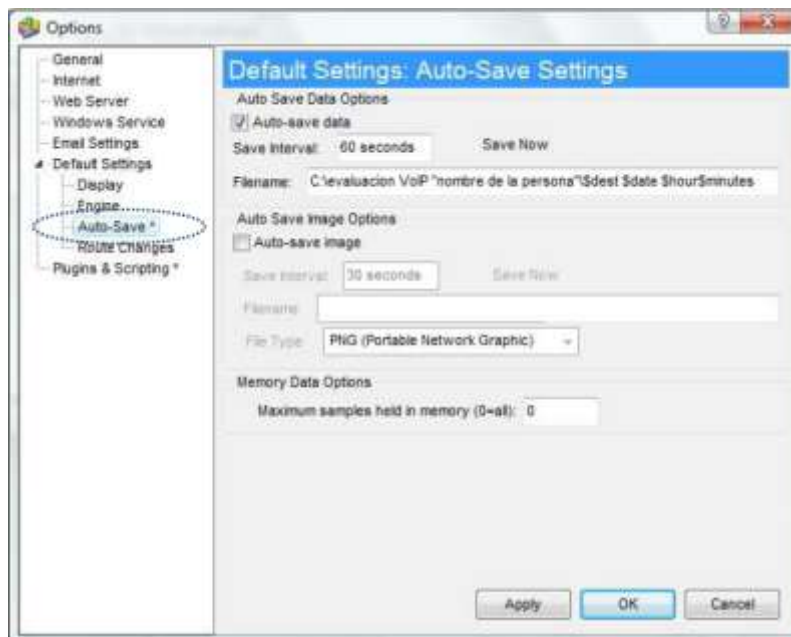 Options
General
Internet
Web Server
Windows Service
Email Settings
Default Settings
Display
Engine
Auto-Save *
Route Changes
Plugins & Scripting *
Default Settings: Auto-Save Settings
Auto Save Data Options
Auto-save data
Save Interval: 60 seconds Save Now
Filename: C:\evaluacion VoIP "nombre de la persona"\$dest $date $hour$minutes
Auto Save Image Options
Auto-save image
Save Interval: 30 seconds Save Now
Filename:
File Type: PNG (Portable Network Graphic)
Memory Data Options
Maximum samples held in memory (0=all): 0
Apply OK Cancel